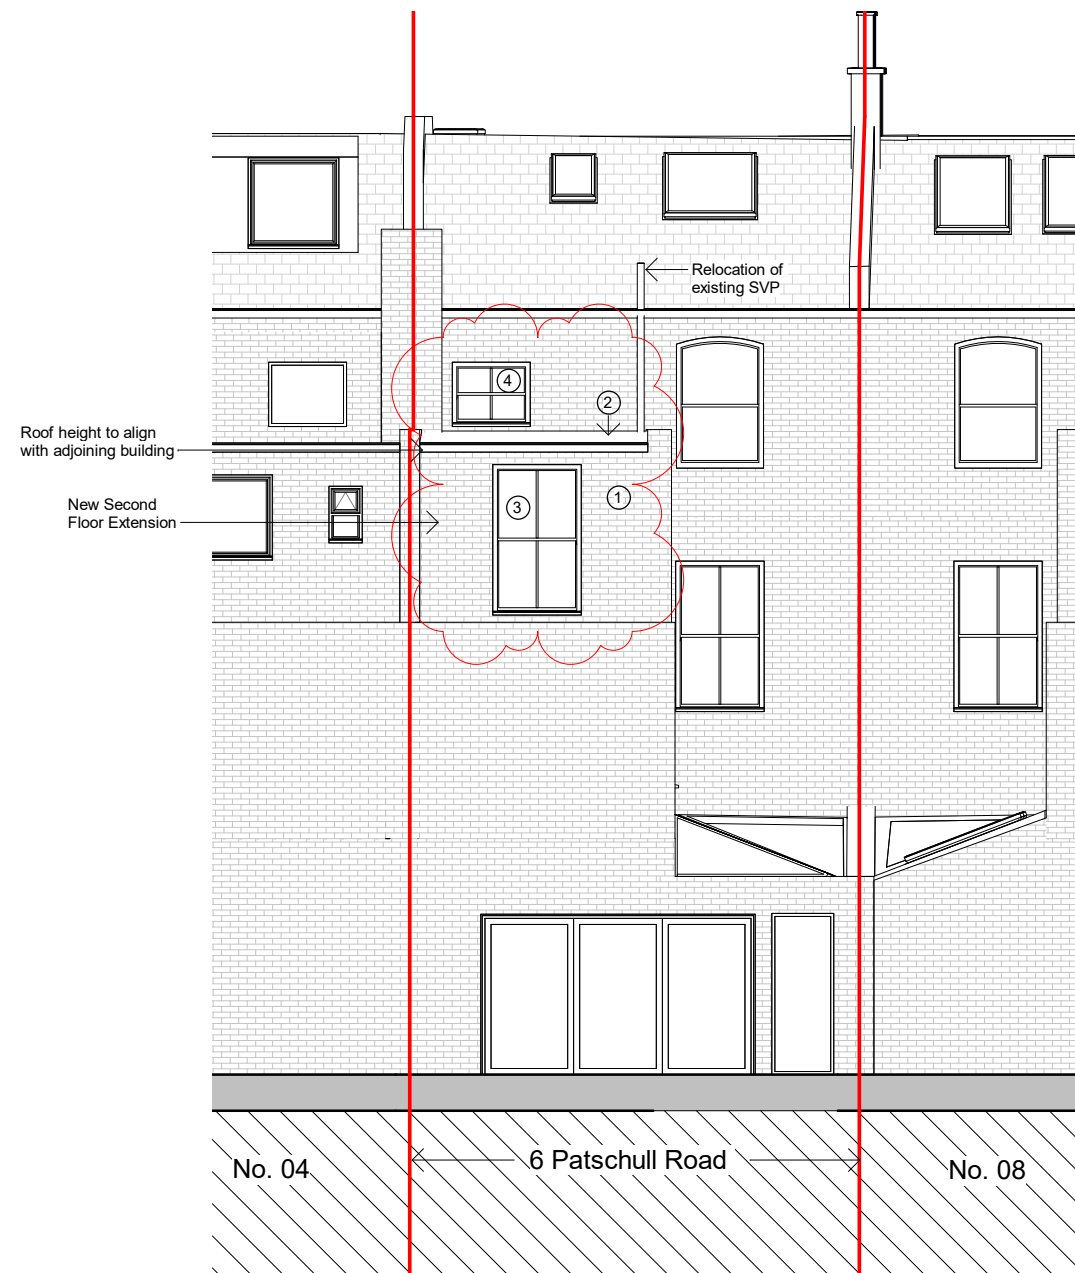 Relocation of
existing SVP
4
2
Roof height to align
with adjoining building
1
3
New Second
Floor Extension
No. 04
6 Patschull Road
No. 08